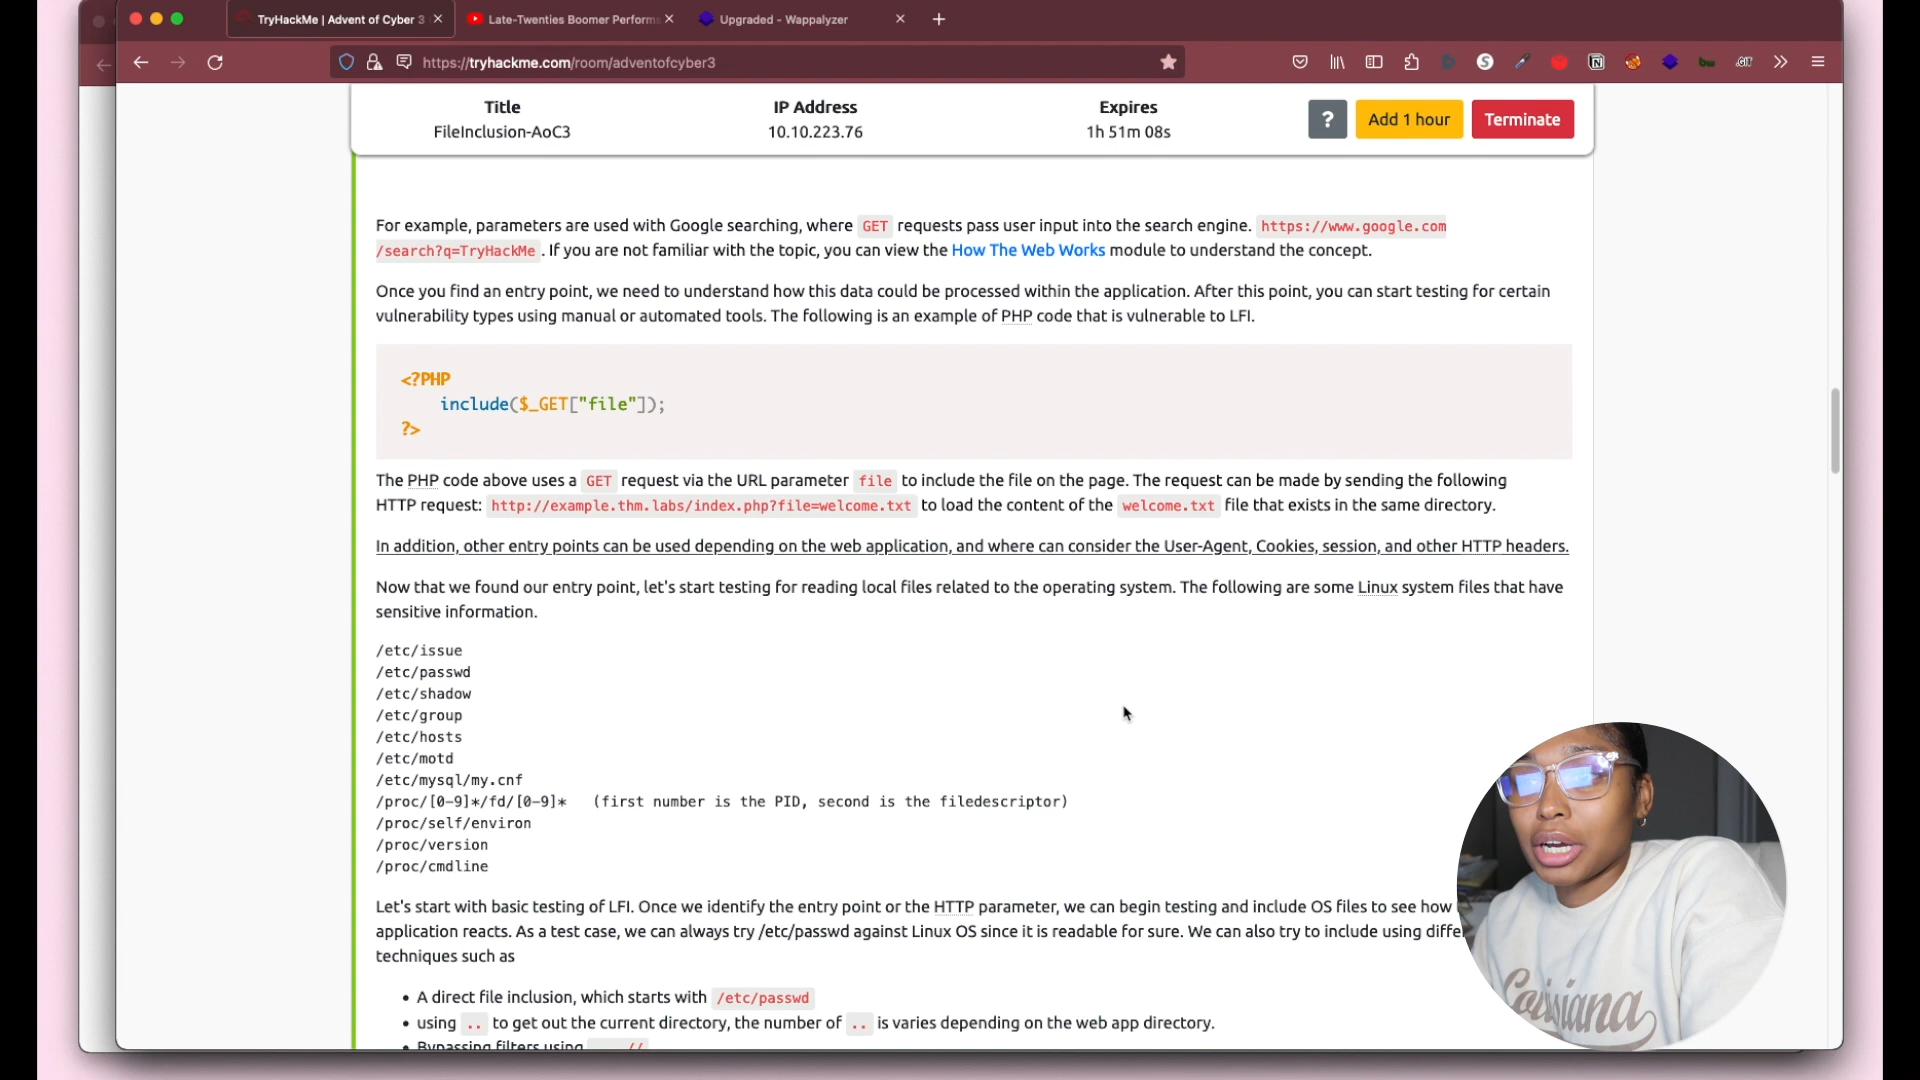 TryHackMe | Advent of Cyber 3
Late-Twenties Boomer Performs
Upgraded - Wappalyzer
https://tryhackme.com/room/adventofcyber3
Title
IP Address
Expires
FileInclusion-AoC3
10.10.223.76
1h 51m 08s
?
Add 1 hour
Terminate
For example, parameters are used with Google searching, where GET requests pass user input into the search engine. https://www.google.com
/search?q=TryHackMe . If you are not familiar with the topic, you can view the How The Web Works module to understand the concept.
Once you find an entry point, we need to understand how this data could be processed within the application. After this point, you can start testing for certain
vulnerability types using manual or automated tools. The following is an example of PHP code that is vulnerable to LFI.
<?PHP
include($_GET["file"]);
?>
The PHP code above uses a GET request via the URL parameter file to include the file on the page. The request can be made by sending the following
HTTP request: http://example.thm.labs/index.php?file=welcome.txt to load the content of the welcome.txt file that exists in the same directory.
In addition, other entry points can be used depending on the web application, and where can consider the User-Agent, Cookies, session, and other HTTP headers.
Now that we found our entry point, let's start testing for reading local files related to the operating system. The following are some Linux system files that have
sensitive information.
/etc/issue
/etc/passwd
/etc/shadow
/etc/group
/etc/hosts
/etc/motd
/etc/mysql/my.cnf
/proc/[0-9]*/fd/[0-9]* (first number is the PID, second is the filedescriptor)
/proc/self/environ
/proc/version
/proc/cmdline
Let's start with basic testing of LFI. Once we identify the entry point or the HTTP parameter, we can begin testing and include OS files to see how
application reacts. As a test case, we can always try /etc/passwd against Linux OS since it is readable for sure. We can also try to include using
techniques such as
• A direct file inclusion, which starts with /etc/passwd
• using .. to get out the current directory, the number of .. is varies depending on the web app directory.
• Bypassing filters using